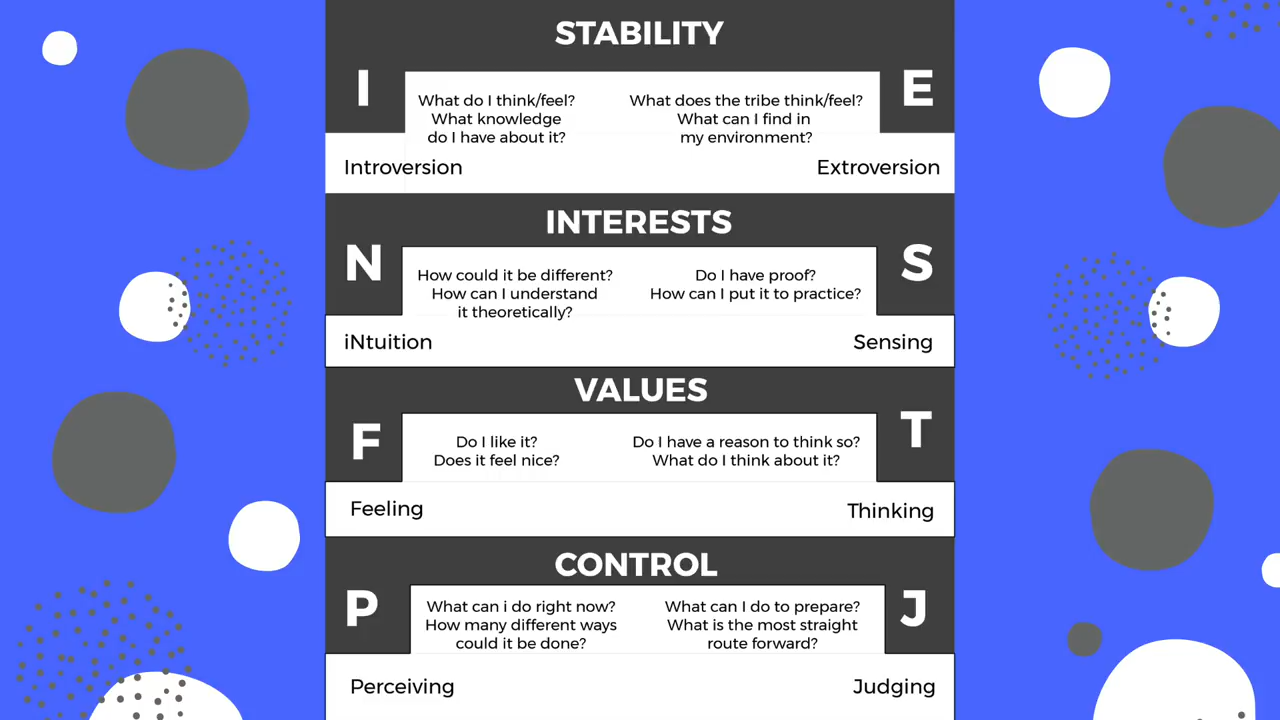 STABILITY
I
E
What do I think/feel?
What knowledge
do I have about it?
What does the tribe think/feel?
What can I find in
my environment?
Introversion
Extroversion
INTERESTS
N
S
How could it be different?
How can I understand
it theoretically?
Do I have proof?
How can I put it to practice?
iNtuition
Sensing
VALUES
F
T
Do I like it?
Does it feel nice?
Do I have a reason to think so?
What do I think about it?
Feeling
Thinking
CONTROL
P
J
What can i do right now?
How many different ways
could it be done?
What can I do to prepare?
What is the most straight
route forward?
Perceiving
Judging